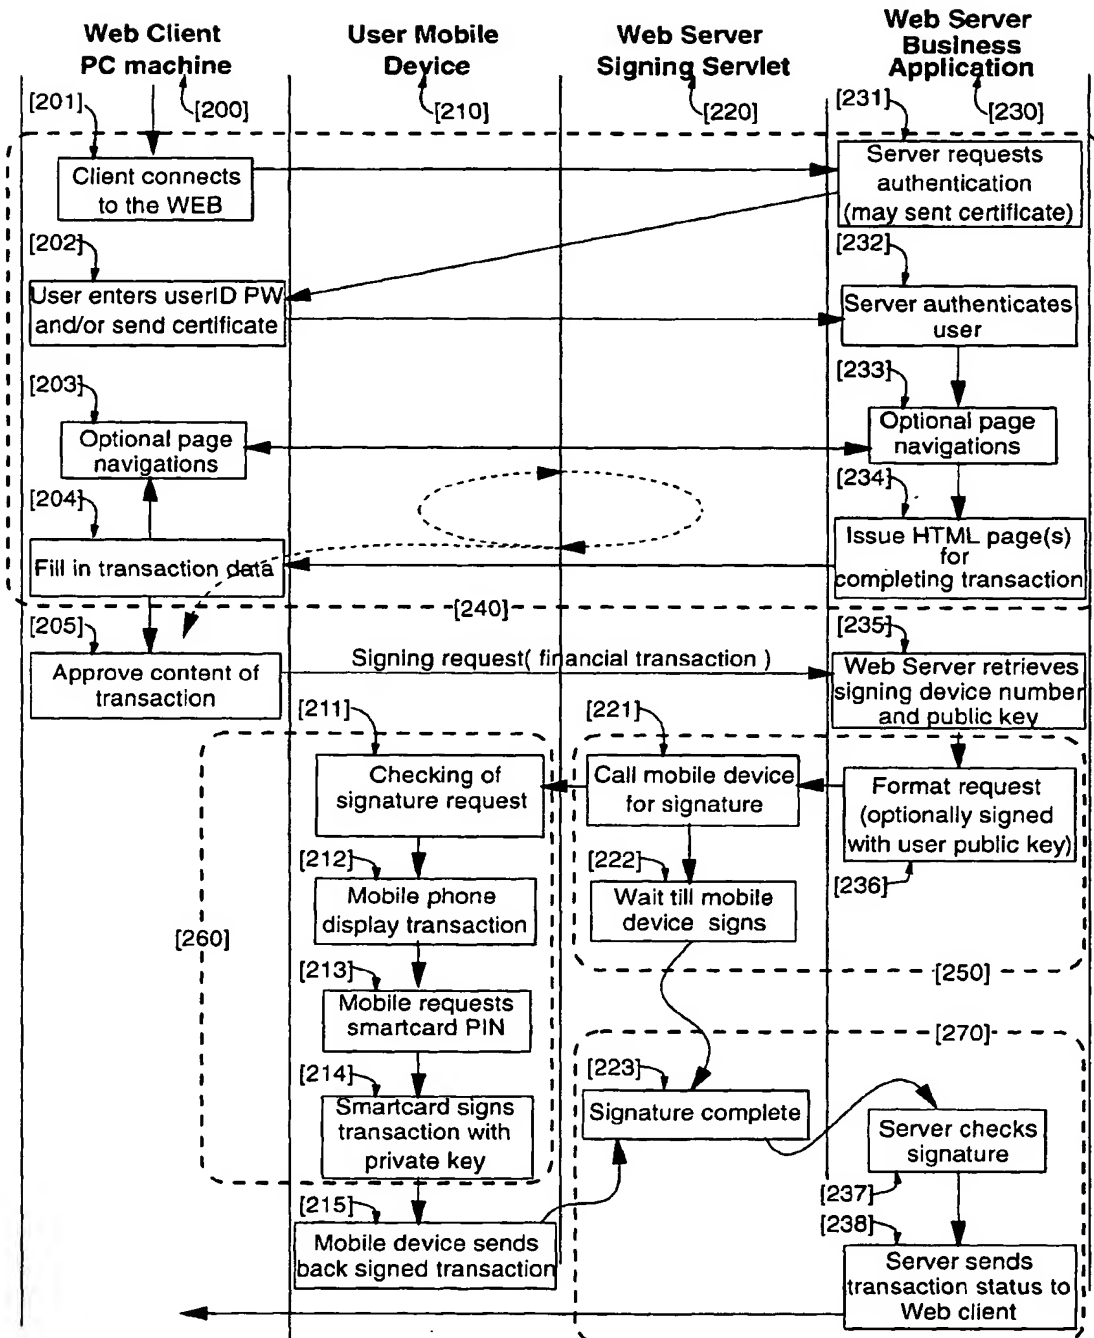 Web Client
PC machine
User Mobile
Device
Web Server
Signing Servlet
Web Server
Business
Application
[201]
[200]
[210]
[220]
[231]
[230]
Client connects
to the WEB
Server requests
authentication
(may sent certificate)
[202]
[232]
User enters userID PW
and/or send certificate
Server authenticates
user
[203]
[233]
Optional page
navigations
Optional page
navigations
[204]
[234]
Fill in transaction data
Issue HTML page(s)
for
completing transaction
[240]
[205]
[235]
Approve content of
transaction
Signing request( financial transaction )
Web Server retrieves
signing device number
and public key
[211]
[221]
Checking of
signature request
Call mobile device
for signature
Format request
(optionally signed
with user public key)
[212]
[222]
[236]
Mobile phone
display transaction
Wait till mobile
device signs
[260]
[250]
[213]
Mobile requests
smartcard PIN
[270]
[214]
[223]
Smartcard signs
transaction with
private key
Signature complete
Server checks
signature
[237]
[215]
[238]
Mobile device sends
back signed transaction
Server sends
transaction status to
Web client